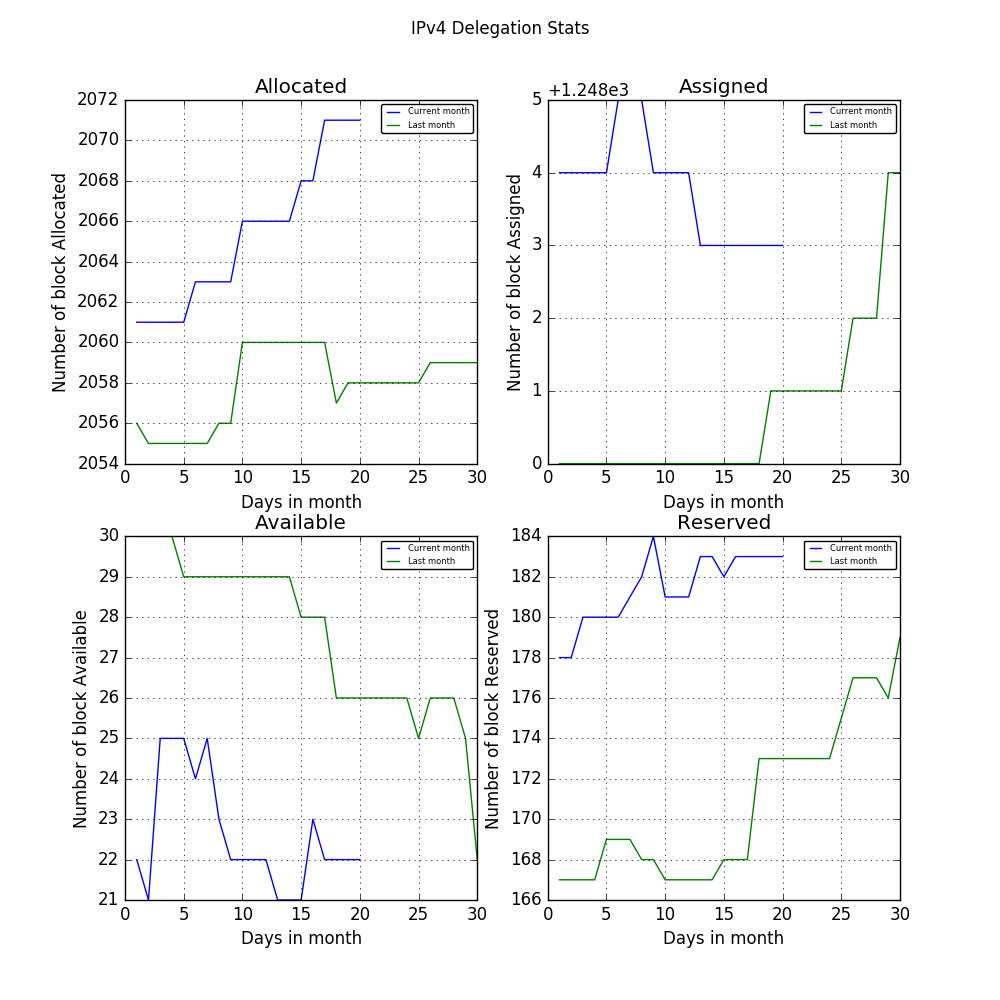 IPv4 Delegation Stats
Allocated
2072
2070
2068
2066
2064
2062
2060
2058
2056
2054
Number of block Allocated
Current month
Last month
0 5 10 15 20 25 30
Days in month
+1.248e3
Assigned
5
4
3
2
1
0
Number of block Assigned
Current month
Last month
0 5 10 15 20 25 30
Days in month
Available
30
29
28
27
26
25
24
23
22
21
Number of block Available
Current month
Last month
0 5 10 15 20 25 30
Days in month
Reserved
184
182
180
178
176
174
172
170
168
166
Number of block Reserved
Current month
Last month
0 5 10 15 20 25 30
Days in month